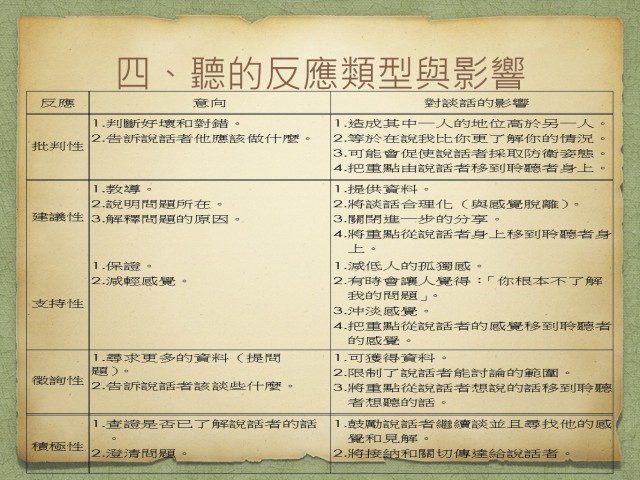 四、聽的反應類型與影響
反應 意向 對談話的影響
批判性
1.判斷好壞和對錯。
2.告訴說話者他應該做什麼。
1.造成其中一人的地位高於另一人。
2.等於在說我比你更了解你的情況。
3.可能會促使說話者採取防衛姿態。
4.把重點由說話者移到聆聽者身上。
建議性
1.教導。
2.說明問題所在。
3.解釋問題的原因。
1.提供資料。
2.將談話合理化（與感覺脫離）。
3.關閉進一步的分享。
4.將重點從說話者身上移到聆聽者身
上。
支持性
1.保證。
2.減輕感覺。
1.減低人的孤獨感。
2.有時會讓人覺得：「你根本不了解
我的問題」。
3.沖淡感覺。
4.把重點從說話者的感覺移到聆聽者
的感覺。
徵詢性
1.尋求更多的資料（提問
題）。
2.告訴說話者該談些什麼。
1.可獲得資料。
2.限制了說話者能討論的範圍。
3.將重點從說話者想說的話移到聆聽
者想聽的話。
積極性
1.查證是否已了解說話者的話
。
2.澄清問題。
1.鼓勵說話者繼續談並且尋找他的感
覺和見解。
2.將接納和關切傳達給說話者。